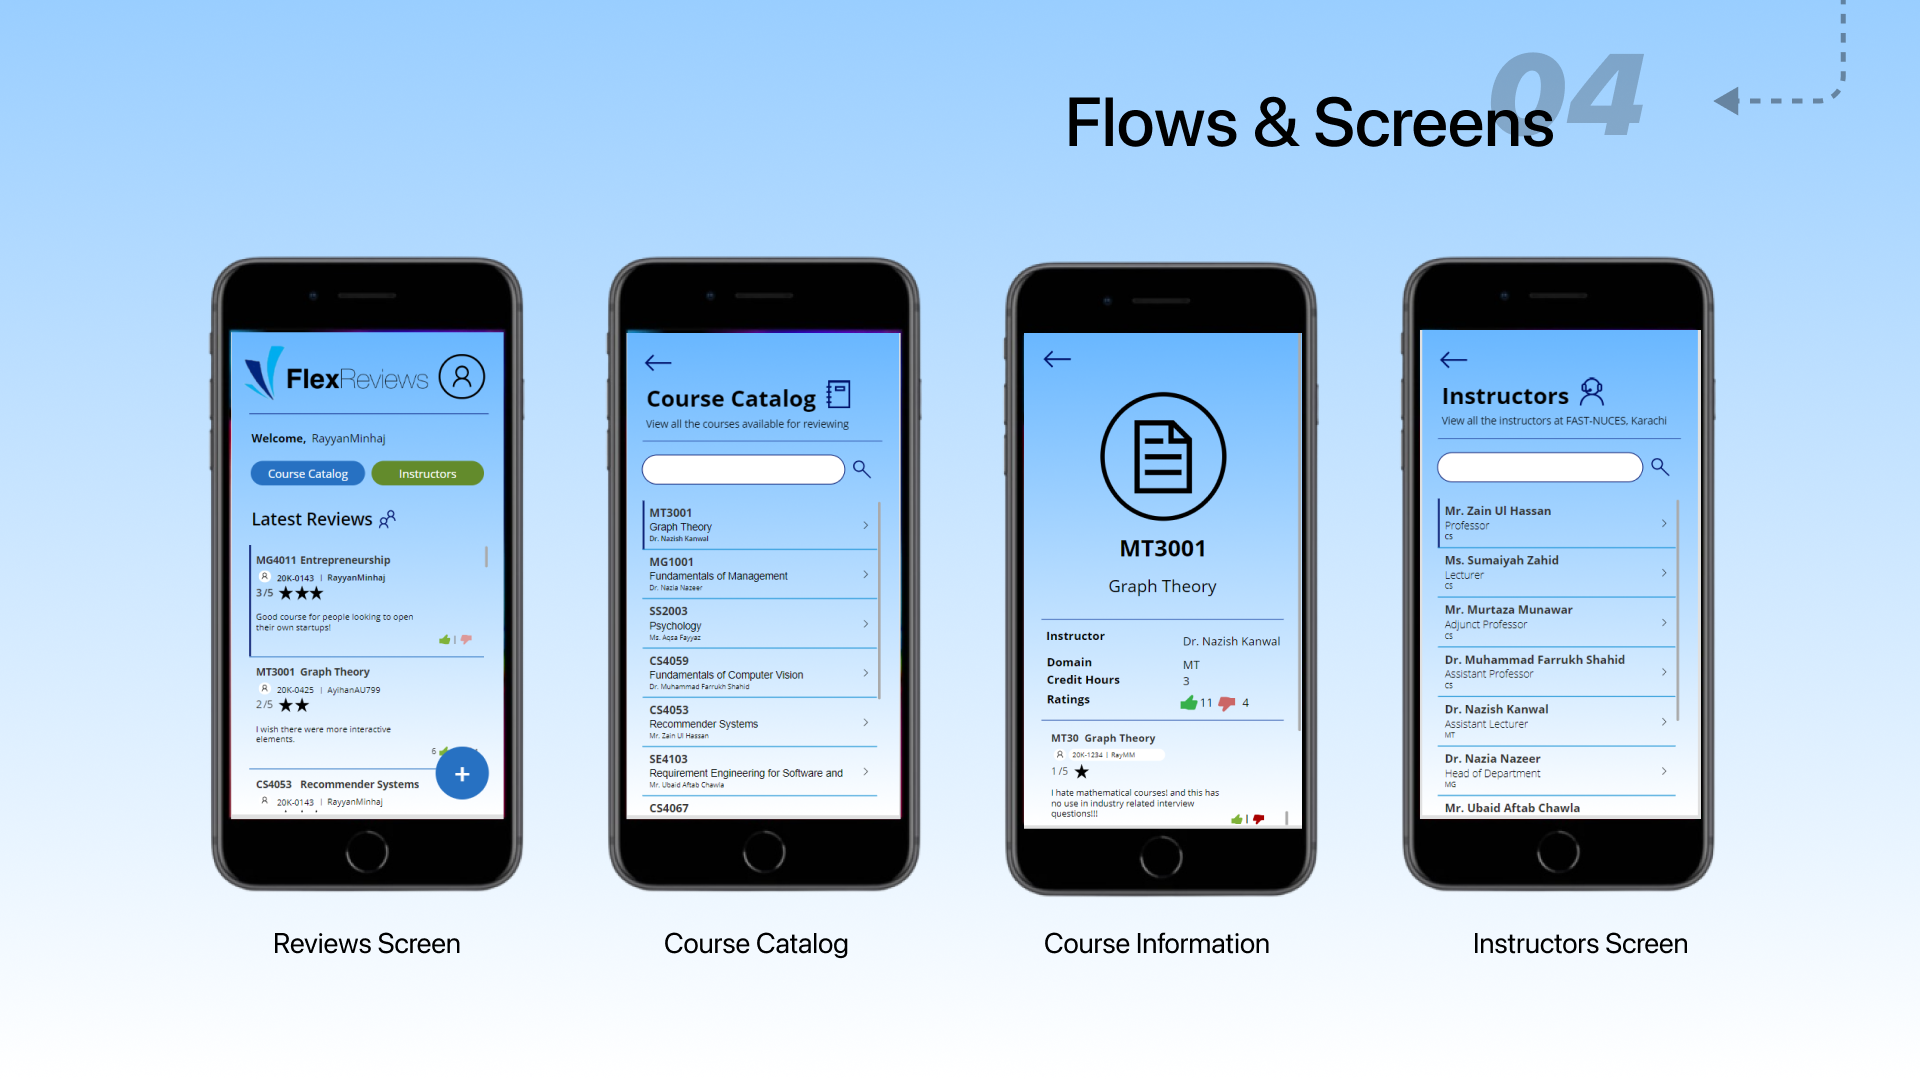 04
Flows & Screens
FlexReviews
Welcome, RayyanMinhaj
Course Catalog
Instructors
Latest Reviews
MG4011 Entrepreneurship
20K-0143 | RayyanMinhaj
3/5
Good course for people looking to open
their own startups!
MT3001 Graph Theory
20K-0425 | AyihanAU799
2/5
I wish there were more interactive
elements.
6
+
CS4053 Recommender Systems
20K-0143 | RayyanMinhaj
Reviews Screen
Course Catalog
View all the courses available for reviewing
MT3001
Graph Theory
Dr. Nazish Kanwal
MG1001
Fundamentals of Management
Dr. Nazia Nazeer
SS2003
Psychology
Ms. Aqsa Fayyaz
CS4059
Fundamentals of Computer Vision
Dr. Muhammad Farrukh Shahid
CS4053
Recommender Systems
Mr. Zain Ul Hassan
SE4103
Requirement Engineering for Software and
Mr. Ubaid Aftab Chawla
CS4067
Course Catalog
MT3001
Graph Theory
Instructor Dr. Nazish Kanwal
Domain MT
Credit Hours 3
Ratings 11 4
MT30 Graph Theory
20K-1234 | RayMM
1/5
I hate mathematical courses! and this has
no use in industry related interview
questions!!!
Course Information
Instructors
View all the instructors at FAST-NUCES, Karachi
Mr. Zain Ul Hassan
Professor
CS
Ms. Sumaiyah Zahid
Lecturer
CS
Mr. Murtaza Munawar
Adjunct Professor
CS
Dr. Muhammad Farrukh Shahid
Assistant Professor
CS
Dr. Nazish Kanwal
Assistant Lecturer
MT
Dr. Nazia Nazeer
Head of Department
MG
Mr. Ubaid Aftab Chawla
Instructors Screen